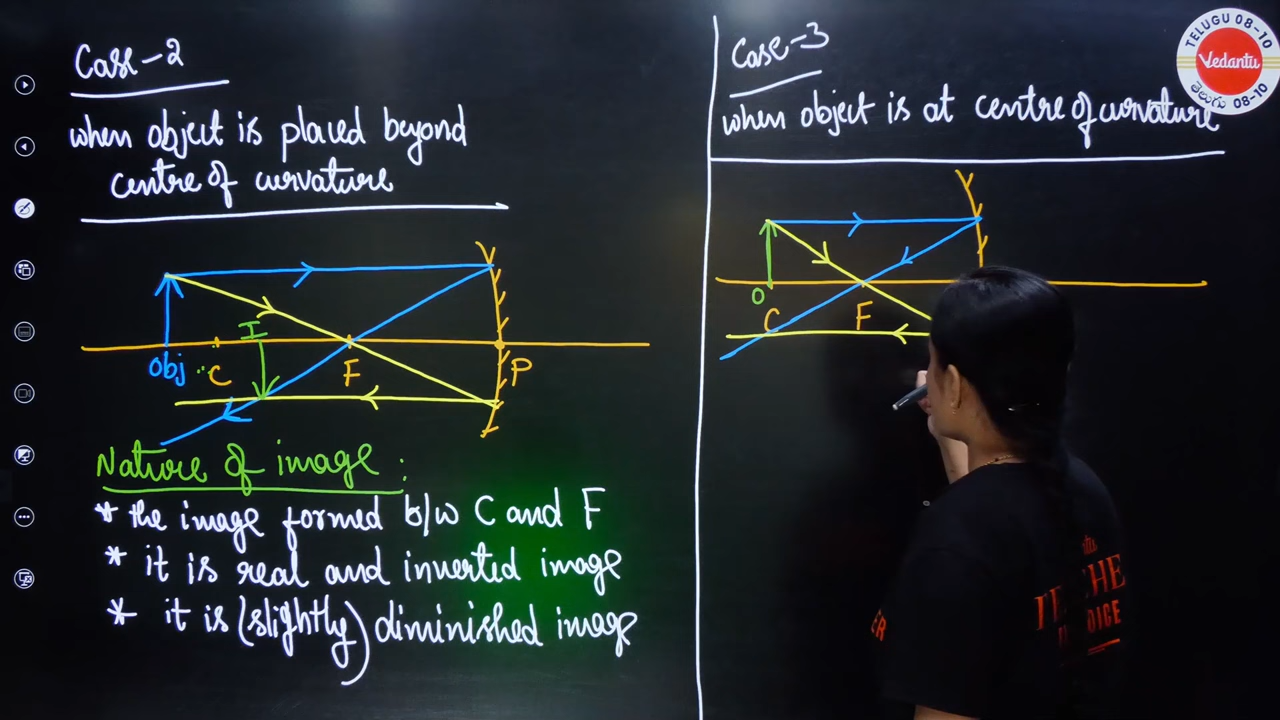 Case-2
when object is placed beyond
centre of curvature
I
Obj
C
F
P
Nature of image :
* the image formed b/w C and F
* it is real and inverted image
* it is (slightly) diminished image
Case-3
when object is at centre of curvature
O
C
F
TELUGU 08-10
Vedantu
తెలుగు 08-10